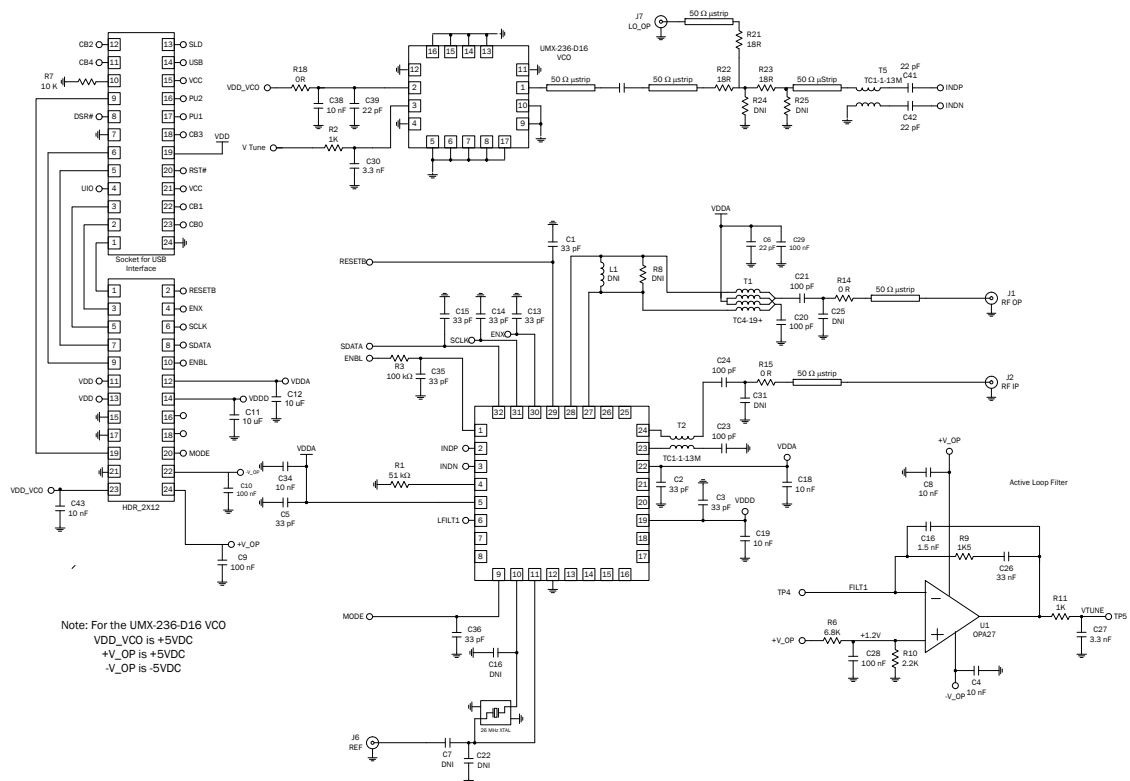 J7
LO_OP
50 Ω µstrip
R21
18R
CB2
12
13
SLD
CB4
11
14
USB
R7
10 K
10
15
VCC
9
16
PU2
DSR#
8
17
PU1
7
18
CB3
6
19
VDD
5
20
RST#
UIO
4
21
VCC
3
22
CB1
2
23
CB0
1
24
Socket for USB
Interface
UMX-236-D16
VCO
16
15
14
13
12
11
2
1
3
10
4
9
5
6
7
8
17
VDD_VCO
R18
0R
C38
10 nF
C39
22 pF
V Tune
R2
1K
C30
3.3 nF
50 Ω µstrip
50 Ω µstrip
R22
18R
R23
18R
R24
DNI
R25
DNI
50 Ω µStrip
T5
TC1-1-13M
22 pF
C41
INDP
INDN
C42
22 pF
1
2
RESETB
3
4
ENX
5
6
SCLK
7
8
SDATA
9
10
ENBL
VDD
11
12
VDDA
VDD
13
14
VDDD
C12
10 uF
C11
10 uF
15
16
17
18
19
20
MODE
21
22
-V_OP
23
24
C10
100 nF
VDD_VCO
C43
10 nF
HDR_2X12
+V_OP
C9
100 nF
RESETB
C1
33 pF
L1
DNI
R8
DNI
VDDA
C6
22 pF
C29
100 nF
T1
TC4-19+
C21
100 pF
C20
100 pF
R14
0 R
C25
DNI
50 Ω µstrip
J1
RF OP
C15
33 pF
C14
33 pF
C13
33 pF
ENX
SCLK
SDATA
ENBL
R3
100 kΩ
C35
33 pF
C24
100 pF
R15
0 R
C31
DNI
50 Ω µstrip
J2
RF IP
32
31
30
29
28
27
26
25
1
24
INDP
2
23
INDN
3
22
4
21
5
20
LFILT1
6
19
7
18
8
17
9
10
11
12
13
14
15
16
T2
TC1-1-13M
C23
100 pF
VDDA
C2
33 pF
C18
10 nF
C3
33 pF
VDDD
C19
10 nF
VDDA
C34
10 nF
R1
51 kΩ
C5
33 pF
MODE
C36
33 pF
C16
DNI
26 MHz XTAL
J6
REF
C7
DNI
C22
DNI
+V_OP
C8
10 nF
Active Loop Filter
C16
1.5 nF
R9
1K5
C26
33 nF
TP4
FILT1
U1
OPA27
R11
1K
VTUNE
TP5
C27
3.3 nF
+V_OP
R6
6.8K
+1.2V
C28
100 nF
R10
2.2K
-V_OP
C4
10 nF
Note: For the UMX-236-D16 VCO
VDD_VCO is +5VDC
+V_OP is +5VDC
-V_OP is -5VDC